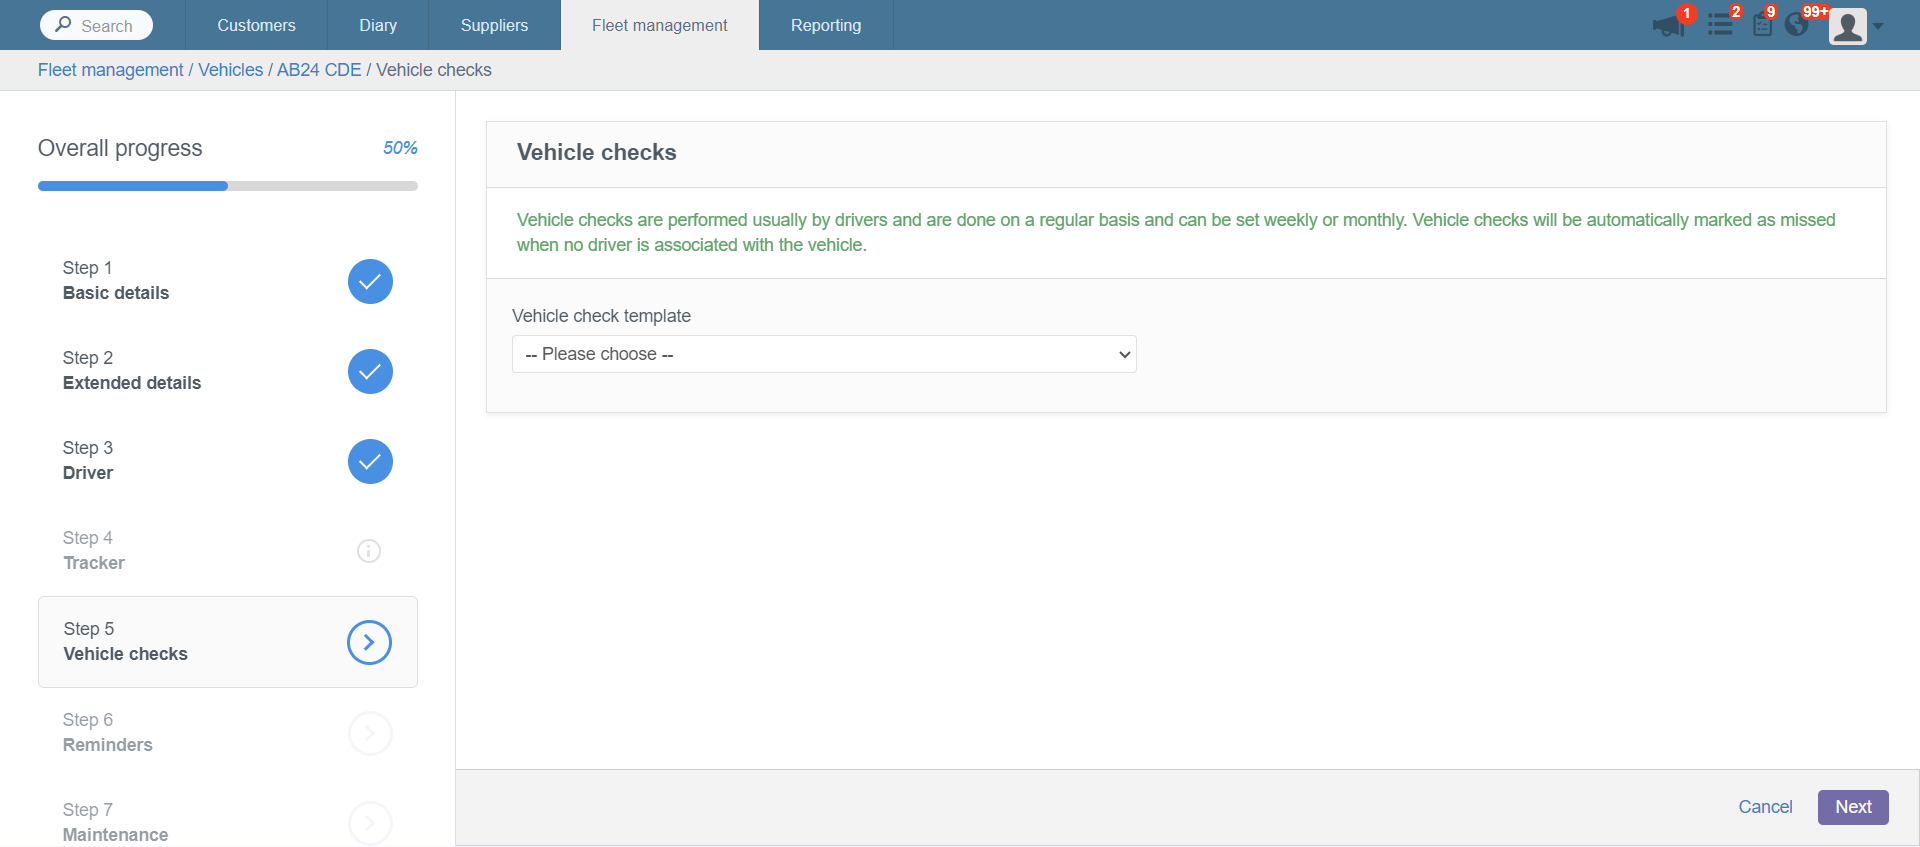 Search
Customers
Diary
Suppliers
Fleet management
Reporting
1
2
9
99+
Fleet management / Vehicles / AB24 CDE / Vehicle checks
Overall progress
50%
Step 1
Basic details
Step 2
Extended details
Step 3
Driver
Step 4
Tracker
Step 5
Vehicle checks
Step 6
Reminders
Step 7
Maintenance
Vehicle checks
Vehicle checks are performed usually by drivers and are done on a regular basis and can be set weekly or monthly. Vehicle checks will be automatically marked as missed
when no driver is associated with the vehicle.
Vehicle check template
-- Please choose --
Cancel
Next